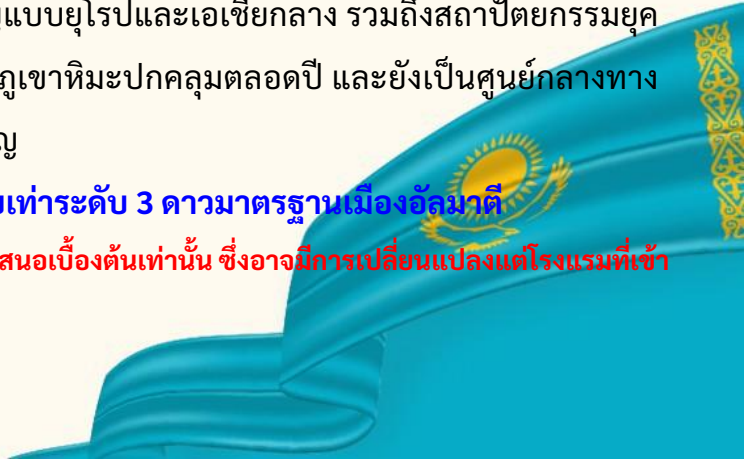 แบบยุโรปและเอเชียกลาง รวมถึงสถาปัตยกรรมยุค
ภูเขาหิมะปกคลุมตลอดปี และยังเป็นศูนย์กลางทาง
เท่าระดับ 3 ดาวมาตรฐานเมืองอัลมาตี
สนอเบื้องต้นเท่านั้น ซึ่งอาจมีการเปลี่ยนแปลงแต่โรงแรมที่เข้า